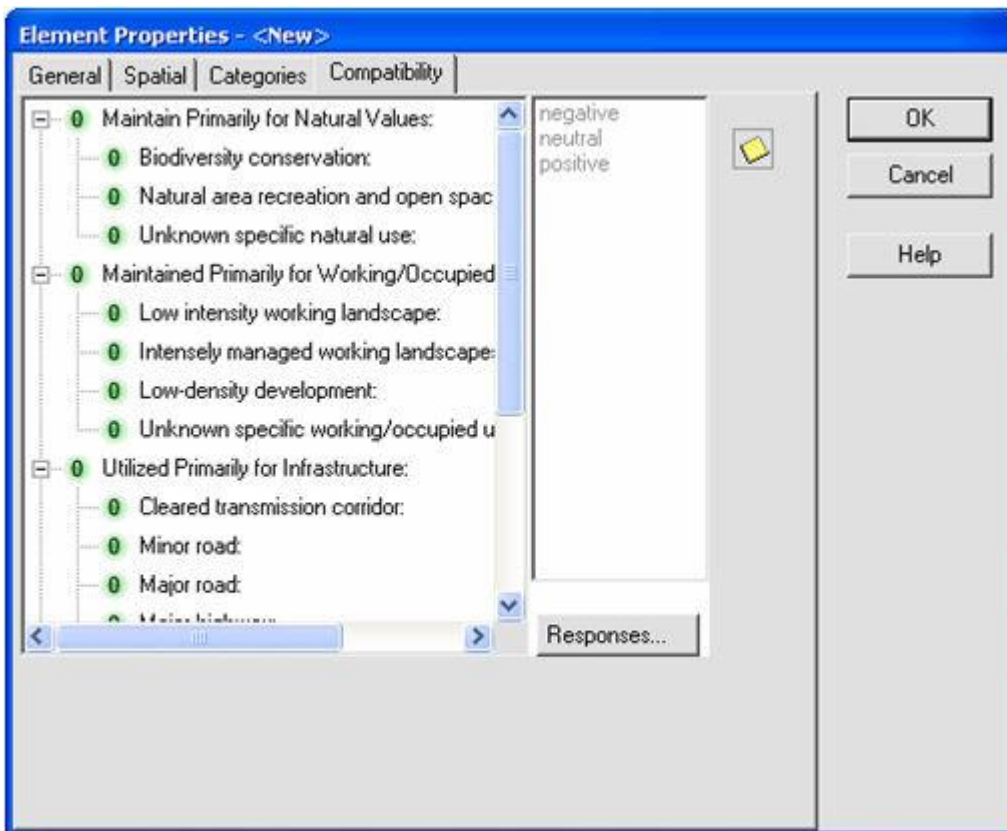 Element Properties - <New>
General Spatial Categories Compatibility
0 Maintain Primarily for Natural Values:
0 Biodiversity conservation:
0 Natural area recreation and open spac
0 Unknown specific natural use:
0 Maintained Primarily for Working/Occupied
0 Low intensity working landscape:
0 Intensely managed working landscape:
0 Low-density development:
0 Unknown specific working/occupied u
0 Utilized Primarily for Infrastructure:
0 Cleared transmission corridor:
0 Minor road:
0 Major road:
0 Major highway:
negative
neutral
positive
Responses...
OK
Cancel
Help